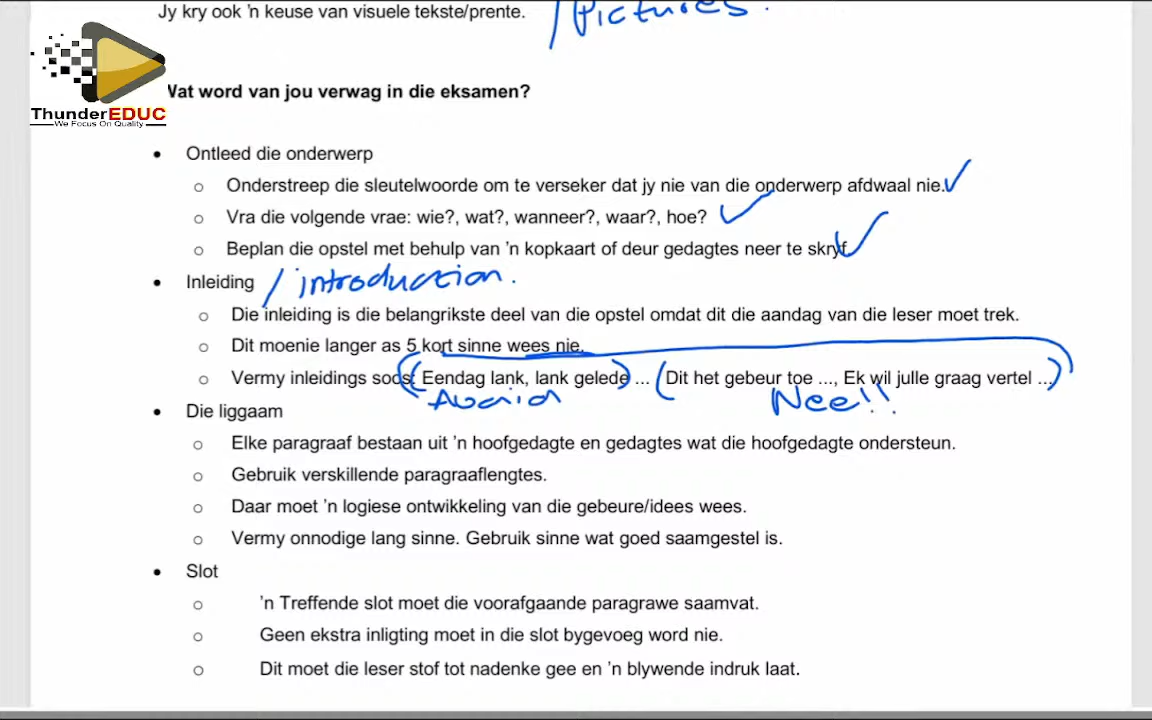 Jy kry ook 'n keuse van visuele tekste/prente. /Pictures.
ThunderEDUC
We Focus On Quality
Wat word van jou verwag in die eksamen?
• Ontleed die onderwerp
o Onderstreep die sleutelwoorde om te verseker dat jy nie van die onderwerp afdwaal nie.
o Vra die volgende vrae: wie?, wat?, wanneer?, waar?, hoe?
o Beplan die opstel met behulp van 'n kopkaart of deur gedagtes neer te skryf.
• Inleiding /introduction.
o Die inleiding is die belangrikste deel van die opstel omdat dit die aandag van die leser moet trek.
o Dit moenie langer as 5 kort sinne wees nie.
o Vermy inleidings soos: Eendag lank, lank gelede ... Dit het gebeur toe ..., Ek wil julle graag vertel ...
Avoid Nee!!
• Die liggaam
o Elke paragraaf bestaan uit 'n hoofgedagte en gedagtes wat die hoofgedagte ondersteun.
o Gebruik verskillende paragraaflengtes.
o Daar moet 'n logiese ontwikkeling van die gebeure/idees wees.
o Vermy onnodige lang sinne. Gebruik sinne wat goed saamgestel is.
• Slot
o 'n Treffende slot moet die voorafgaande paragrawe saamvat.
o Geen ekstra inligting moet in die slot bygevoeg word nie.
o Dit moet die leser stof tot nadenke gee en 'n blywende indruk laat.